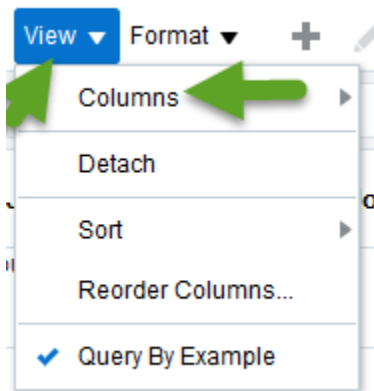 View Format
Columns
Detach
Sort
Reorder Columns...
Query By Example